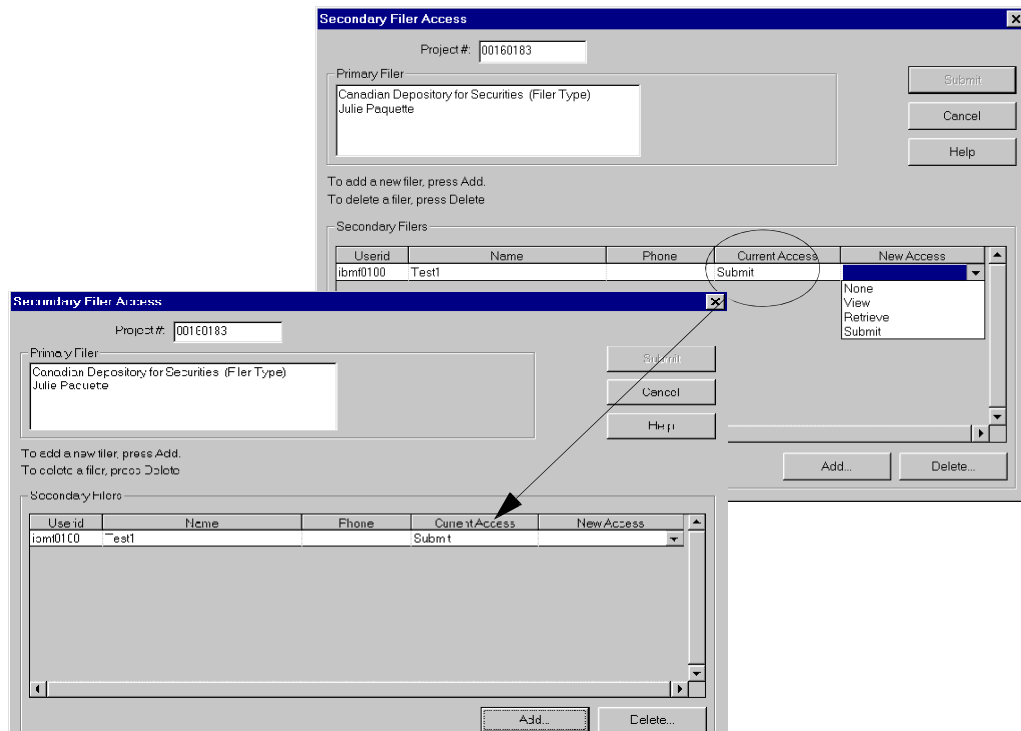 Secondary Filer Access
Project #: 00160183
Primary Filer
Canadian Depository for Securities (Filer Type)
Julie Paquette
Submit
Cancel
Help
To add a new filer, press Add.
To delete a filer, press Delete
Secondary Filers
Userid Name Phone Current Access New Access
ibmf0100 Test1 Submit
None
View
Retrieve
Submit
Add... Delete...
Secondary Filer Access
Project #: 00160183
Primary Filer
Canadian Depository for Securities (Filer Type)
Julie Paquette
Submit
Cancel
Help
To add a new filer, press Add.
To delete a filer, press Delete
Secondary Filers
Userid Name Phone Current Access New Access
ibmf0100 Test1 Submit
Add... Delete...